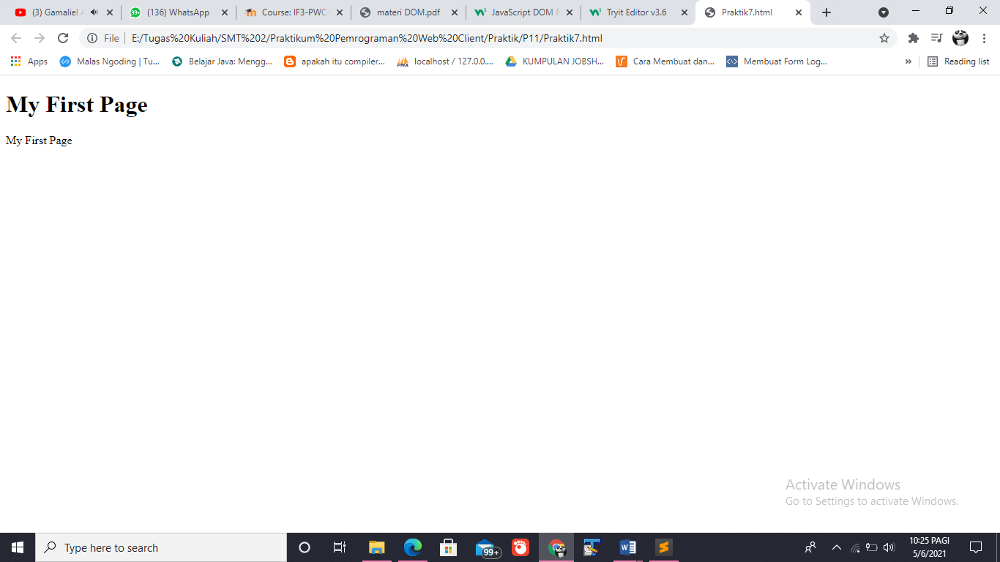 (3) Gamaliel
(136) WhatsApp
Course: IF3-PWC-
materi DOM.pdf
JavaScript DOM
Tryit Editor v3.6
Praktik7.html
File
E:/Tugas%20Kuliah/SMT%202/Praktikum%20Pemrograman%20Web%20Client/Praktik/P11/Praktik7.html
Apps
Malas Ngoding | Tu...
Belajar Java: Mengg...
apakah itu compiler...
PMA
localhost / 127.0.0....
KUMPULAN JOBSH...
Cara Membuat dan...
Membuat Form Log...
»
Reading list
My First Page
My First Page
Activate Windows
Go to Settings to activate Windows.
Type here to search
99+
10:25 PAGI
5/6/2021